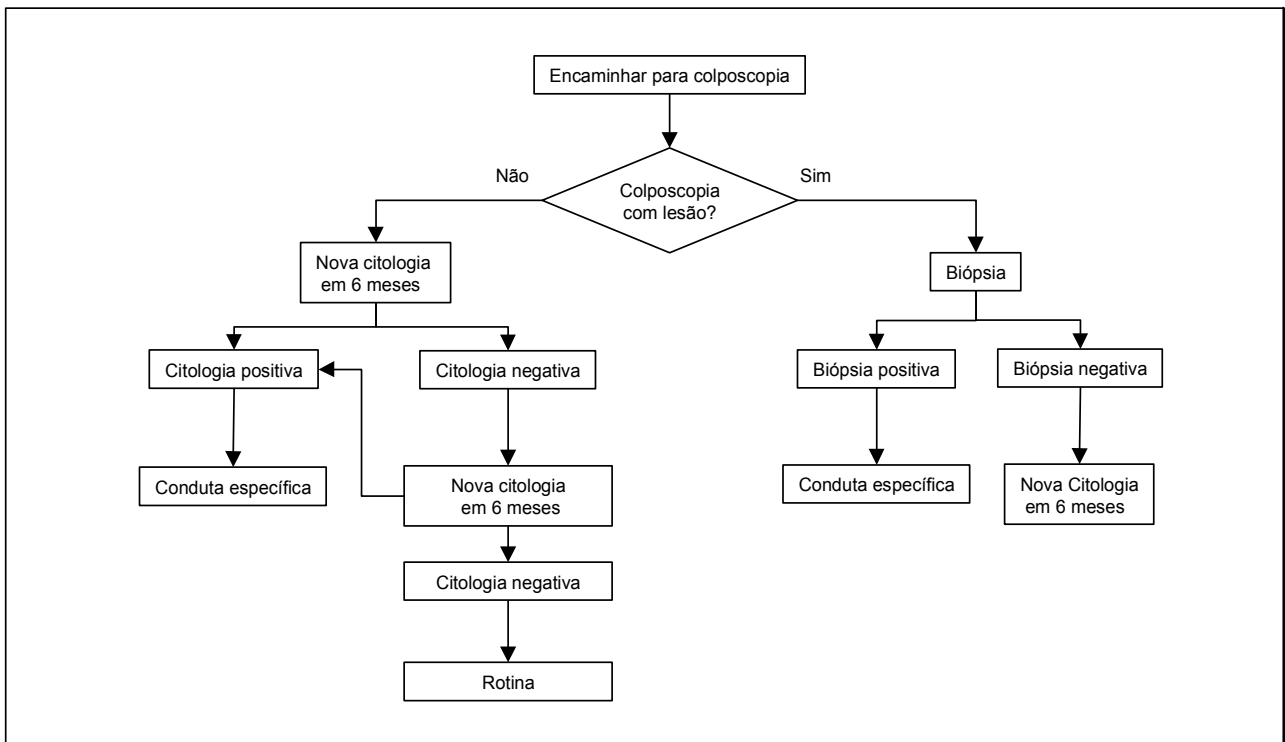 Encaminhar para colposcopia
Não
Sim
Colposcopia
com lesão?
Nova citologia
em 6 meses
Biópsia
Citologia positiva
Citologia negativa
Biópsia positiva
Biópsia negativa
Conduta específica
Nova citologia
em 6 meses
Conduta específica
Nova Citologia
em 6 meses
Citologia negativa
Rotina